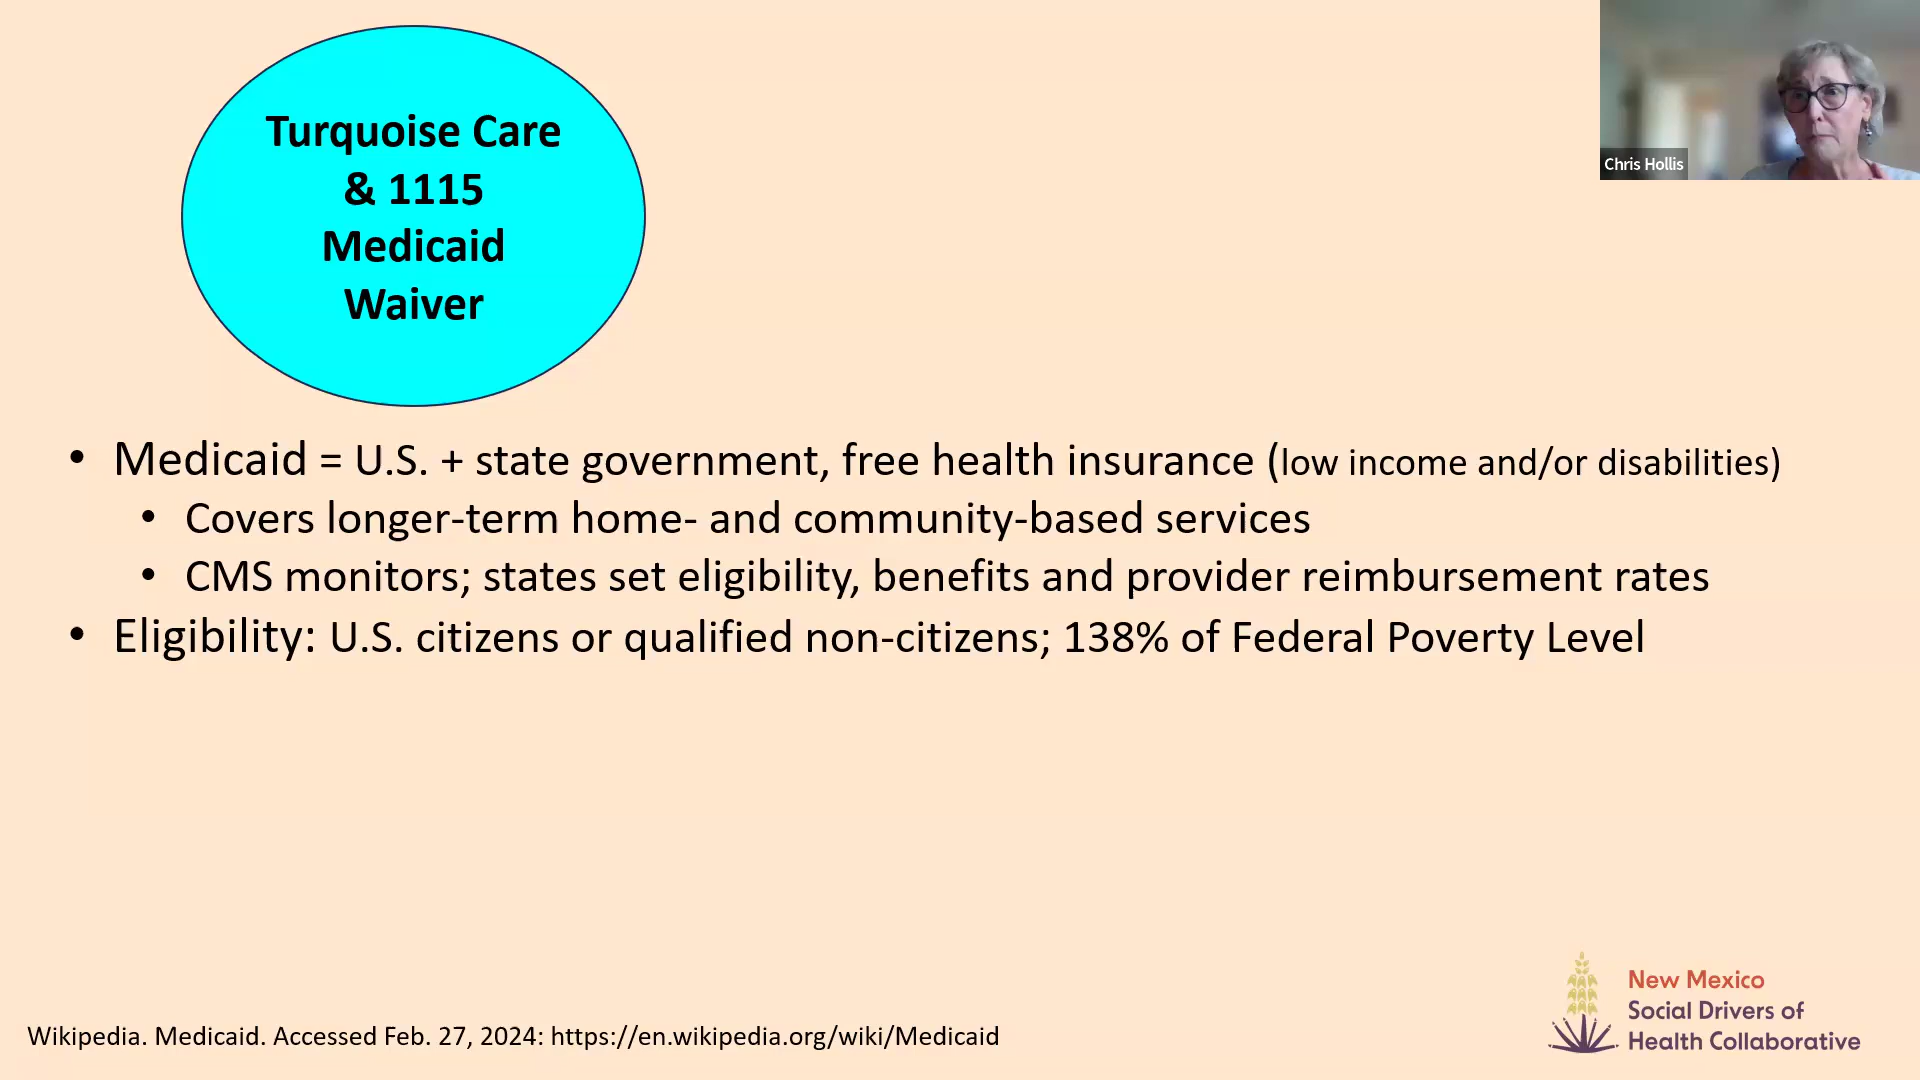 Turquoise Care
& 1115
Medicaid
Waiver
Chris Hollis
• Medicaid = U.S. + state government, free health insurance (low income and/or disabilities)
• Covers longer-term home- and community-based services
• CMS monitors; states set eligibility, benefits and provider reimbursement rates
• Eligibility: U.S. citizens or qualified non-citizens; 138% of Federal Poverty Level
Wikipedia. Medicaid. Accessed Feb. 27, 2024: https://en.wikipedia.org/wiki/Medicaid
New Mexico
Social Drivers of
Health Collaborative